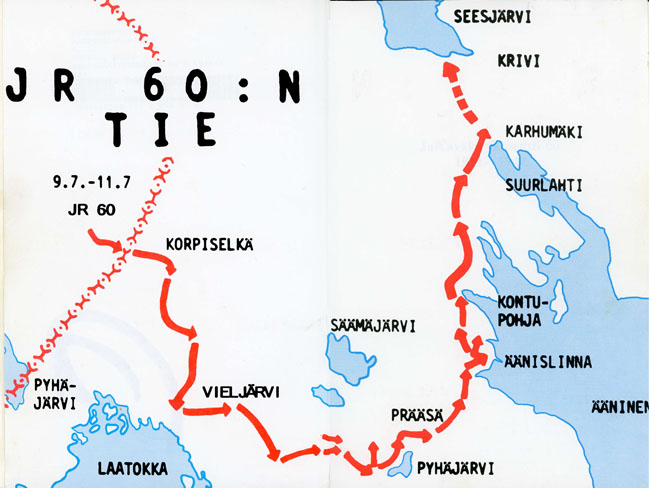 JR 60:N
TIE
9.7.-11.7
JR 60
KORPISELKÄ
PYHÄ-
JÄRVI
VIELJÄRVI
LAATOKKA
SEESJÄRVI
KRIVI
KARHUMÄKI
SUURLAHTI
KONTU-
POHJA
SÄÄMÄJÄRVI
ÄÄNISLINNA
ÄÄNINEN
PRÄÄSÄ
PYHÄJÄRVI